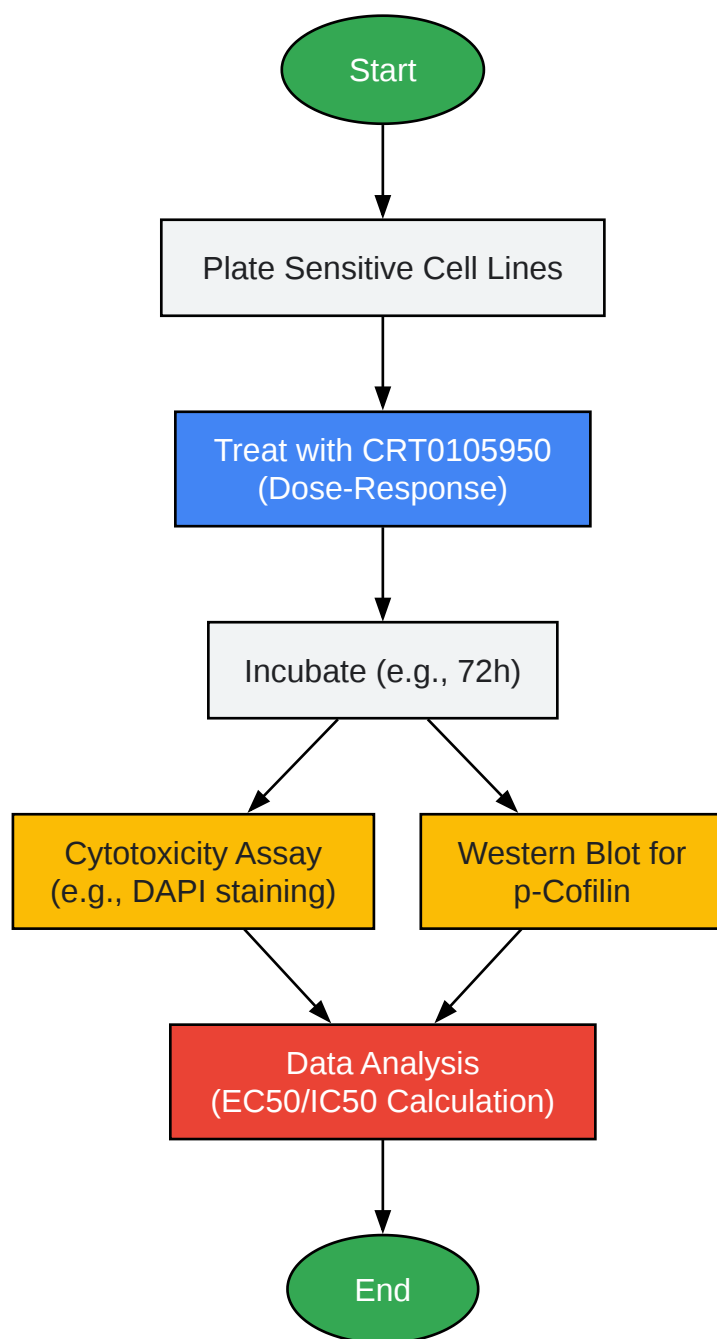 Start
Plate Sensitive Cell Lines
Treat with CRT0105950
(Dose-Response)
Incubate (e.g., 72h)
Cytotoxicity Assay
(e.g., DAPI staining)
Western Blot for
p-Cofilin
Data Analysis
(EC50/IC50 Calculation)
End